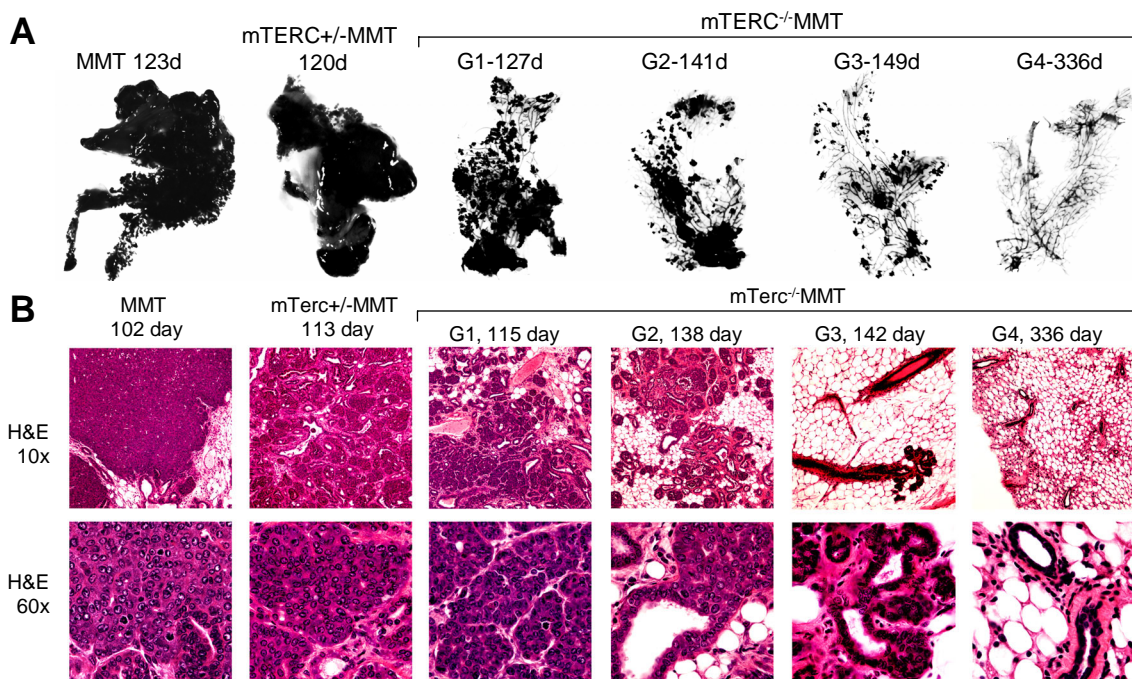 A
mTERC-/-MMT
mTERC+/-MMT
MMT 123d
120d
G1-127d
G2-141d
G3-149d
G4-336d
B
mTerc-/-MMT
MMT
mTerc+/-MMT
102 day
113 day
G1, 115 day
G2, 138 day
G3, 142 day
G4, 336 day
H&E
10x
H&E
60x